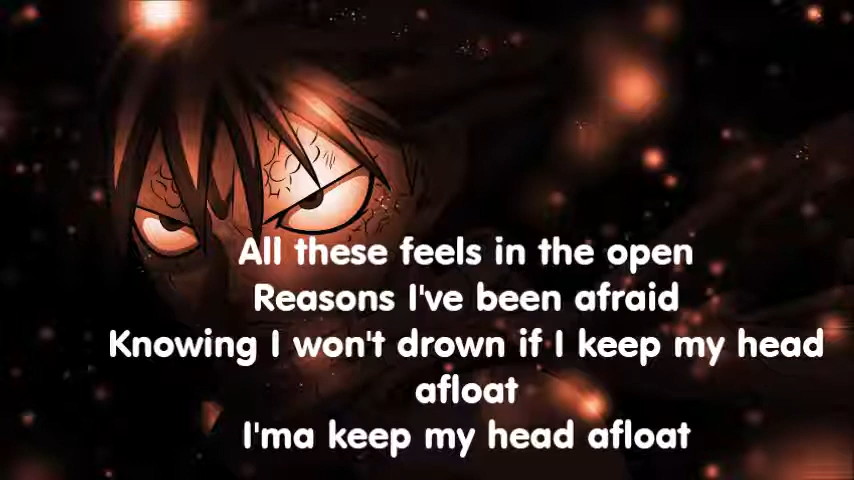 All these feels in the open
Reasons I've been afraid
Knowing I won't drown if I keep my head
afloat
I'ma keep my head afloat